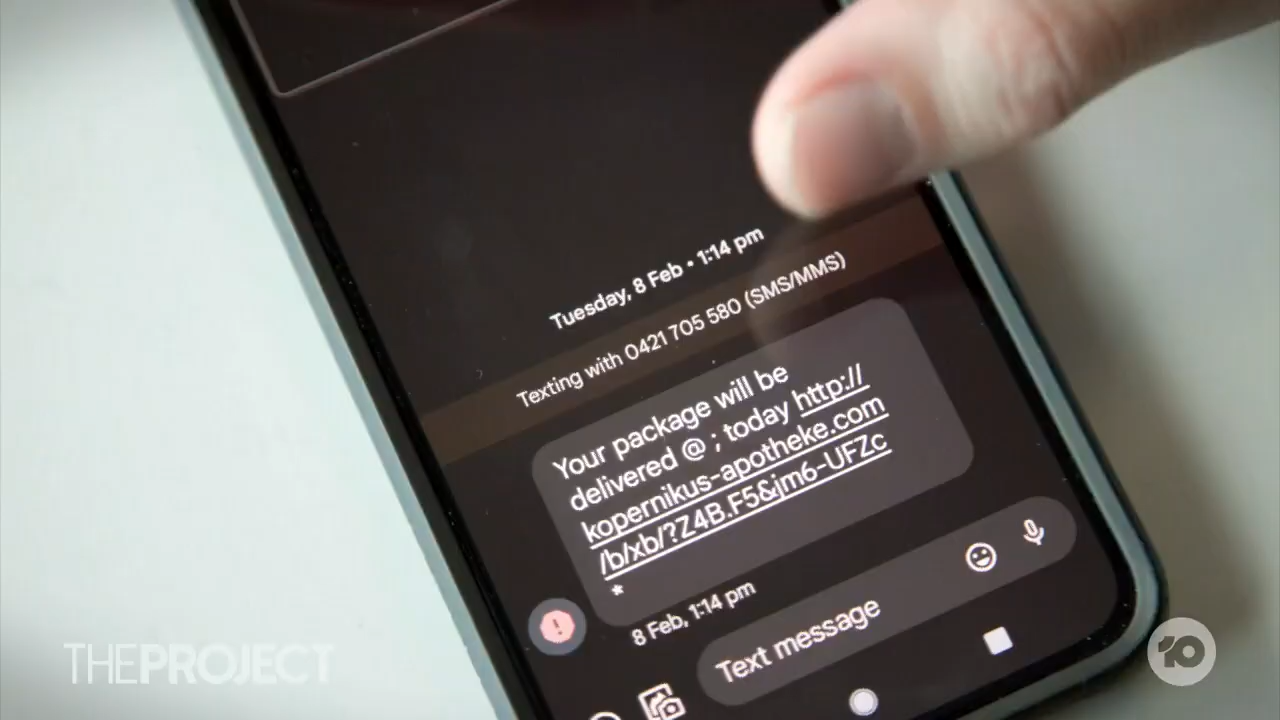 Tuesday, 8 Feb • 1:14 pm
Texting with 0421 705 580 (SMS/MMS)
Your package will be
delivered @ ; today http://
kopernikus-apotheke.com
/b/xb/?Z4B.F5&jm6-UFZc
*
8 Feb, 1:14 pm
Text message
THEPROJECT
10